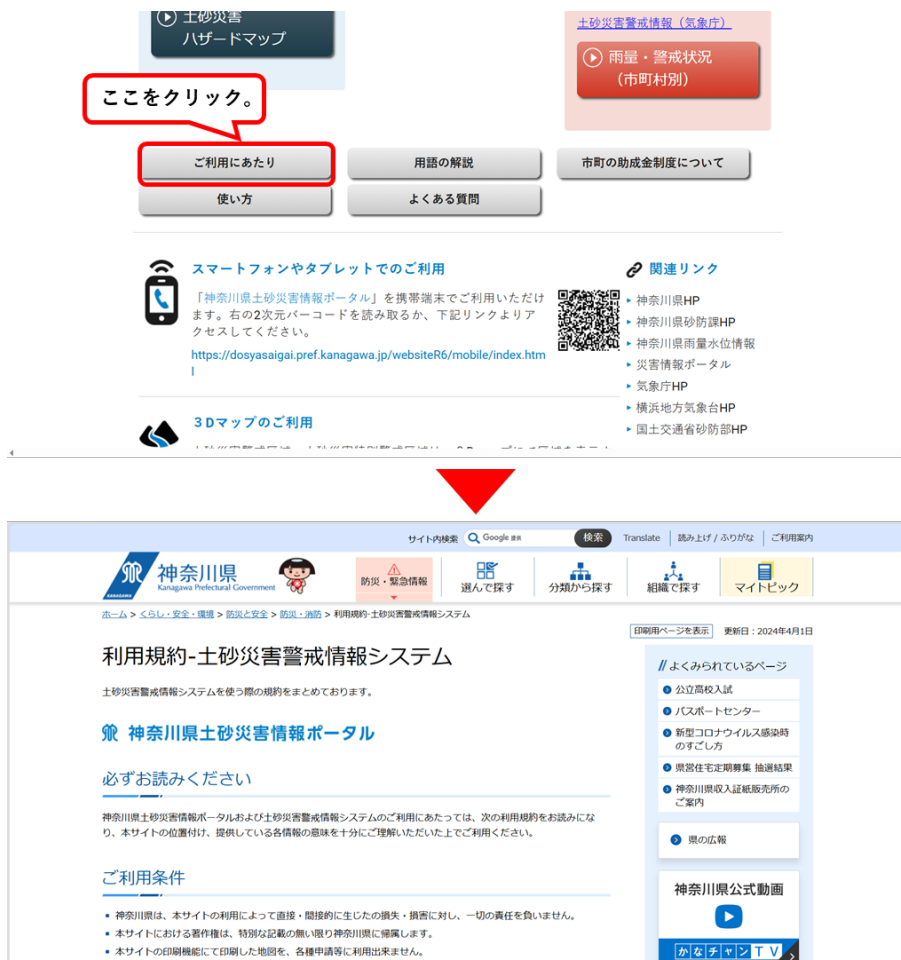 土砂災害
ハザードマップ
土砂災害警戒情報（気象庁）
雨量・警戒状況
（市町村別）
ここをクリック。
ご利用にあたり
用語の解説
市町の助成金制度について
使い方
よくある質問
スマートフォンやタブレットでのご利用
「神奈川県土砂災害情報ポータル」を携帯端末でご利用いただけ
ます。右の2次元バーコードを読み取るか、下記リンクよりア
クセスしてください。
https://dosyasaigai.pref.kanagawa.jp/websiteR6/mobile/index.htm
l
関連リンク
神奈川県HP
神奈川県砂防課HP
神奈川県雨量水位情報
災害情報ポータル
気象庁HP
横浜地方気象台HP
国土交通省砂防部HP
３Dマップのご利用
サイト内検索
Google 提供
検索
Translate
読み上げ / ふりがな
ご利用案内
KANAGAWA
神奈川県
Kanagawa Prefectural Government
防災・緊急情報
選んで探す
分類から探す
組織で探す
マイトピック
ホーム > くらし・安全・環境 > 防災と安全 > 防災・消防 > 利用規約-土砂災害警戒情報システム
印刷用ページを表示
更新日：2024年4月1日
利用規約-土砂災害警戒情報システム
土砂災害警戒情報システムを使う際の規約をまとめております。
神奈川県土砂災害情報ポータル
必ずお読みください
神奈川県土砂災害情報ポータルおよび土砂災害警戒情報システムのご利用にあたっては、次の利用規約をお読みにな
り、本サイトの位置付け、提供している各情報の意味を十分にご理解いただいた上でご利用ください。
ご利用条件
神奈川県は、本サイトの利用によって直接・間接的に生じたの損失・損害に対し、一切の責任を負いません。
本サイトにおける著作権は、特別な記載の無い限り神奈川県に帰属します。
本サイトの印刷機能にて印刷した地図を、各種申請等に利用出来ません。
よくみられているページ
公立高校入試
パスポートセンター
新型コロナウイルス感染時
のすごし方
県営住宅定期募集 抽選結果
神奈川県収入証紙販売所の
ご案内
県の広報
神奈川県公式動画
かなチャンTV